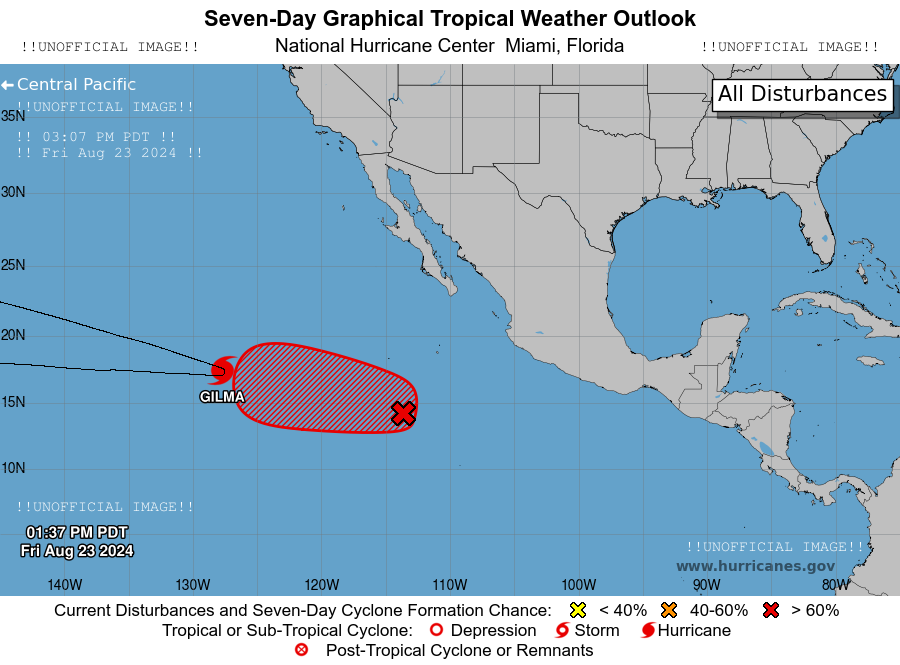 Seven-Day Graphical Tropical Weather Outlook
!!UNOFFICIAL IMAGE!! National Hurricane Center Miami, Florida !!UNOFFICIAL IMAGE!!
Central Pacific
All Disturbances
!!UNOFFICIAL IMAGE!!
35N
!! 03:07 PM PDT !!
!! Fri Aug 23 2024 !!
30N
25N
20N
GILMA
15N
10N
!!UNOFFICIAL IMAGE!!
01:37 PM PDT
Fri Aug 23 2024
!!UNOFFICIAL IMAGE!!
www.hurricanes.gov
140W 130W 120W 110W 100W 90W 80W
Current Disturbances and Seven-Day Cyclone Formation Chance: < 40% 40-60% > 60%
Tropical or Sub-Tropical Cyclone: Depression Storm Hurricane
Post-Tropical Cyclone or Remnants